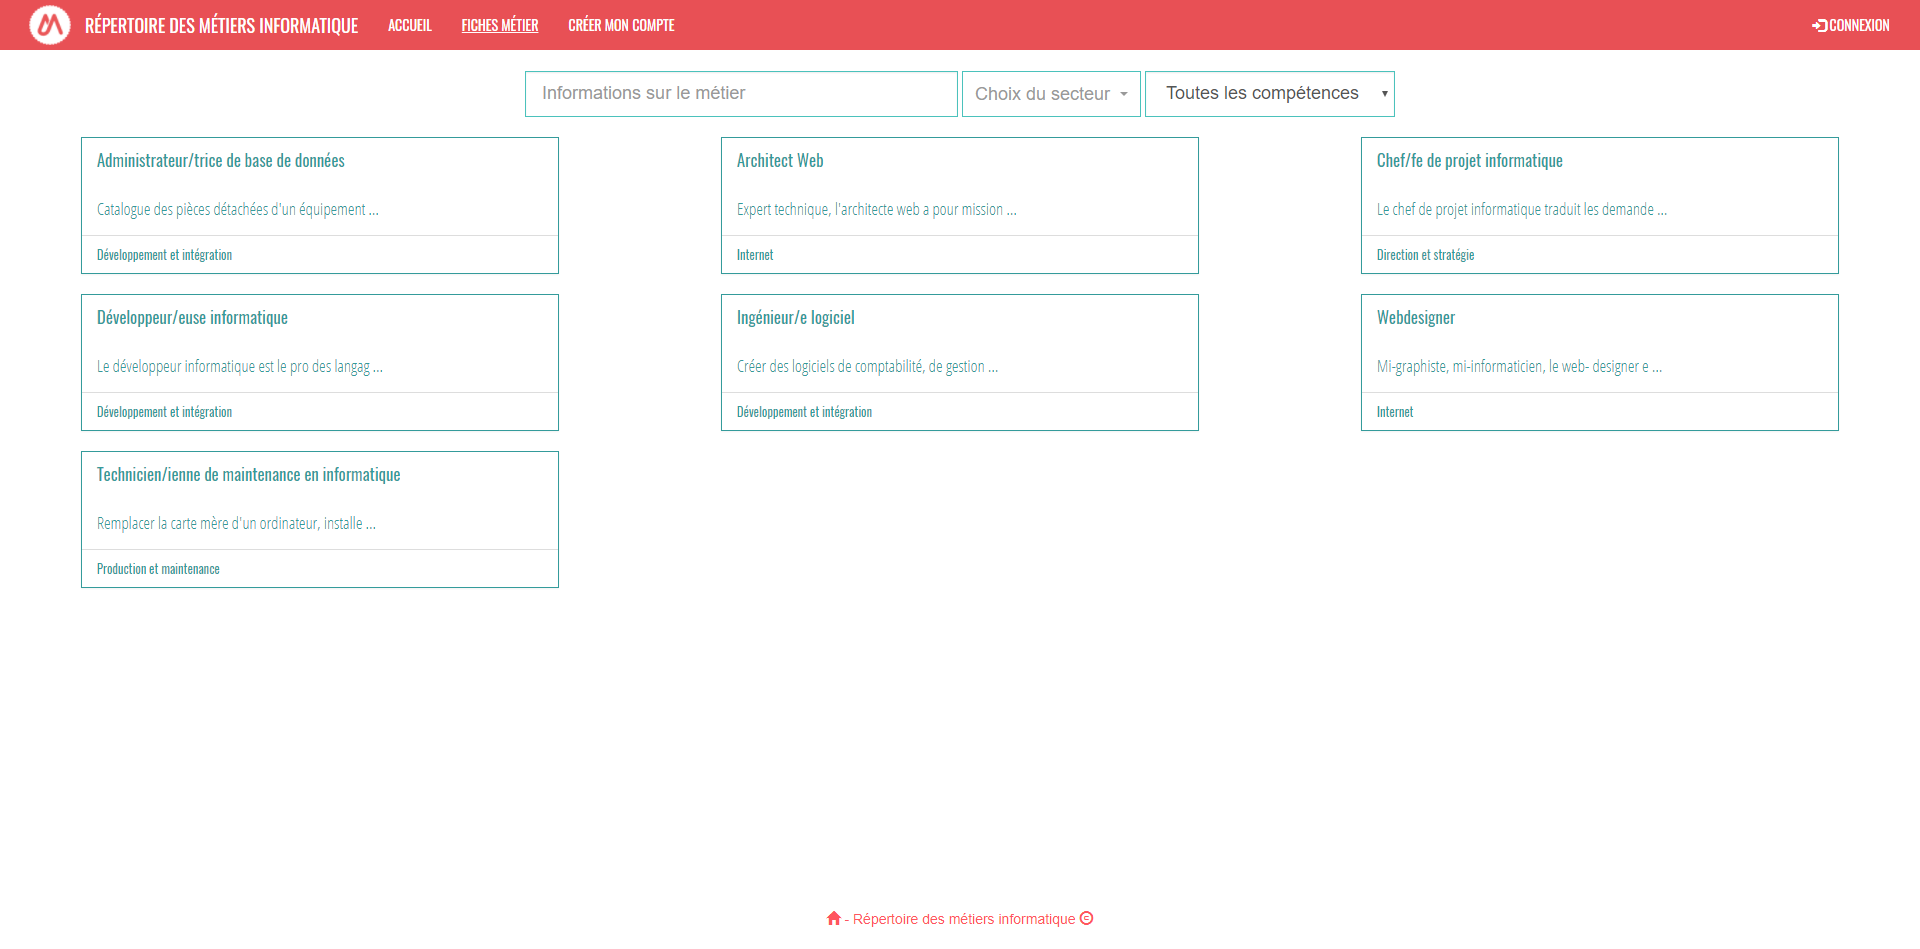 RÉPERTOIRE DES MÉTIERS INFORMATIQUE ACCUEIL FICHES MÉTIER CRÉER MON COMPTE CONNEXION
Informations sur le métier Choix du secteur Toutes les compétences
Administrateur/trice de base de données
Catalogue des pièces détachées d'un équipement ...
Développement et intégration
Architect Web
Expert technique, l'architecte web a pour mission ...
Internet
Chef/fe de projet informatique
Le chef de projet informatique traduit les demande ...
Direction et stratégie
Développeur/euse informatique
Le développeur informatique est le pro des langag ...
Développement et intégration
Ingénieur/e logiciel
Créer des logiciels de comptabilité, de gestion ...
Développement et intégration
Webdesigner
Mi-graphiste, mi-informaticien, le web- designer e ...
Internet
Technicien/ienne de maintenance en informatique
Remplacer la carte mère d'un ordinateur, installe ...
Production et maintenance
- Répertoire des métiers informatique ©